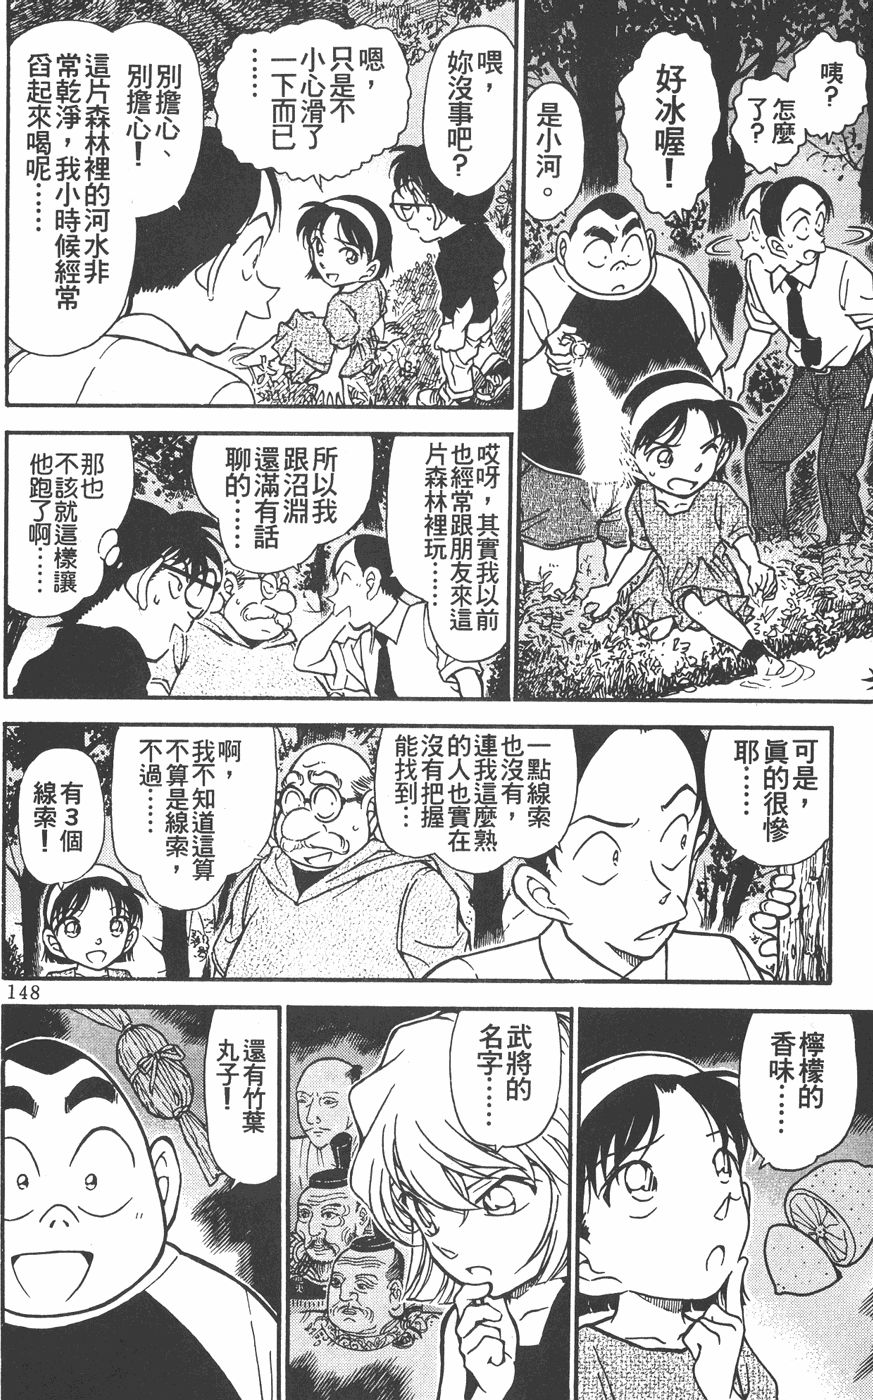 咦？
怎麼
了？
好冰喔！
是小河。
喂，
妳沒事吧？
嗯，
只是不
小心滑了
一下而已
……
別擔心、
別擔心！
這片森林裡的河水非
常乾淨，我小時候經常
舀起來喝呢……
哎呀，其實我以前
也經常跟朋友來這
片森林裡玩……
所以我
跟沼淵
還滿有話
聊的……
那也
不該就這樣讓
他跑了啊……
可是，
真的很慘
耶……
一點線索
也沒有，
連我這麼熟
的人也實在
沒有把握
能找到…
啊，
我不知道這算
不算是線索，
不過……
有3個
線索！
148
檸檬的
香味……
武將的
名字……
還有竹葉
丸子！